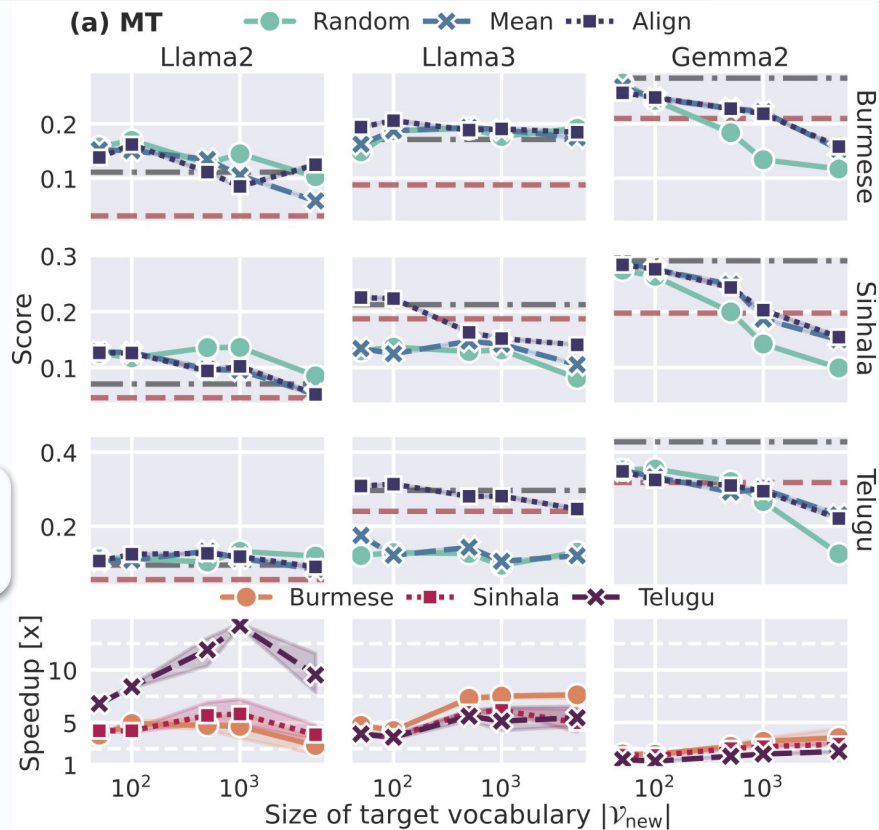 (a) MT
Random Mean Align
Llama2 Llama3 Gemma2
0.2
0.1
Burmese
0.3
0.2
0.1
Score
Sinhala
0.4
0.2
Telugu
Burmese Sinhala Telugu
10
5
1
Speedup [x]
10² 10³ 10² 10³ 10² 10³
Size of target vocabulary |𝒱new|